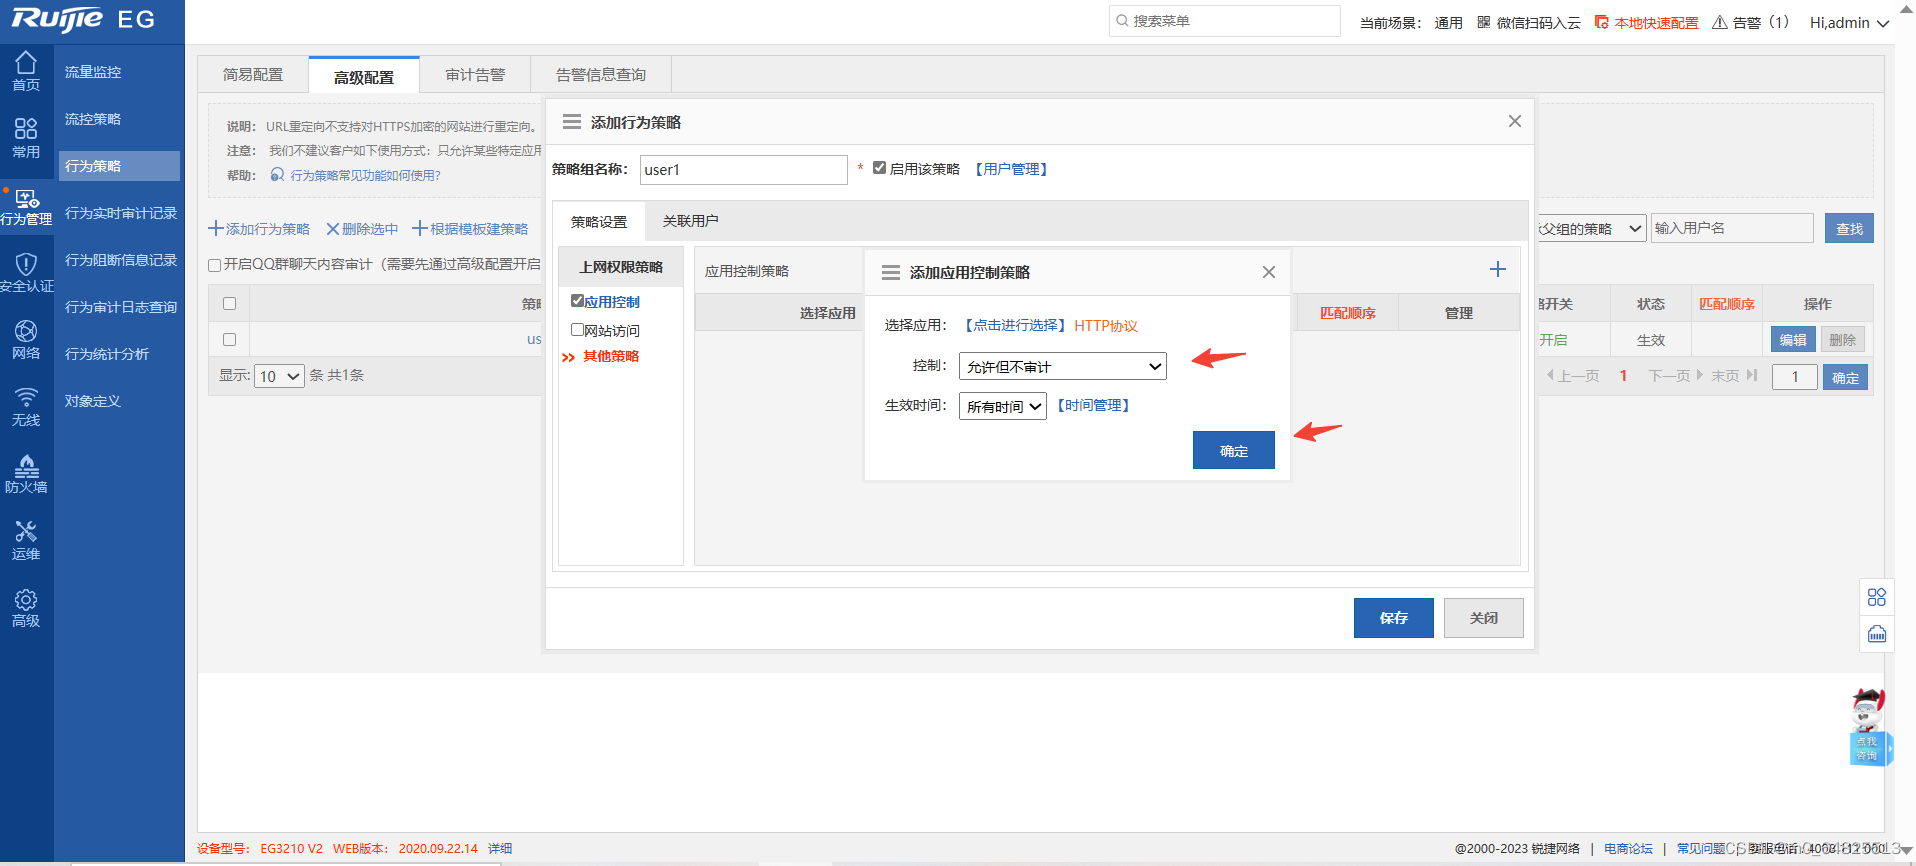 Ruijie EG
搜索菜单
当前场景： 通用 微信扫码入云 本地快速配置 告警（1） Hi,admin
首页
常用
行为管理
安全认证
网络
无线
防火墙
运维
高级
流量监控
流控策略
行为策略
行为实时审计记录
行为阻断信息记录
行为审计日志查询
行为统计分析
对象定义
简易配置 高级配置 审计告警 告警信息查询
说明： URL重定向不支持对HTTPS加密的网站进行重定向。
注意： 我们不建议客户如下使用方式：只允许某些特定应用
帮助： 行为策略常见功能如何使用?
添加行为策略 删除选中 根据模板建策略
父组的策略 输入用户名 查找
开启QQ群聊天内容审计（需要先通过高级配置开启
策略
us
显示: 10 条 共1条
开关 状态 匹配顺序 操作
开启 生效 编辑 删除
上一页 1 下一页 末页 1 确定
添加行为策略
策略组名称： user1 * 启用该策略 【用户管理】
策略设置 关联用户
上网权限策略
应用控制
网站访问
其他策略
应用控制策略
选择应用 匹配顺序 管理
添加应用控制策略
选择应用： 【点击进行选择】 HTTP协议
控制： 允许但不审计
生效时间： 所有时间 【时间管理】
确定
保存 关闭
点我
咨询
设备型号： EG3210 V2 WEB版本： 2020.09.22.14 详细
@2000-2023 锐捷网络 | 电商论坛 | 常见问题